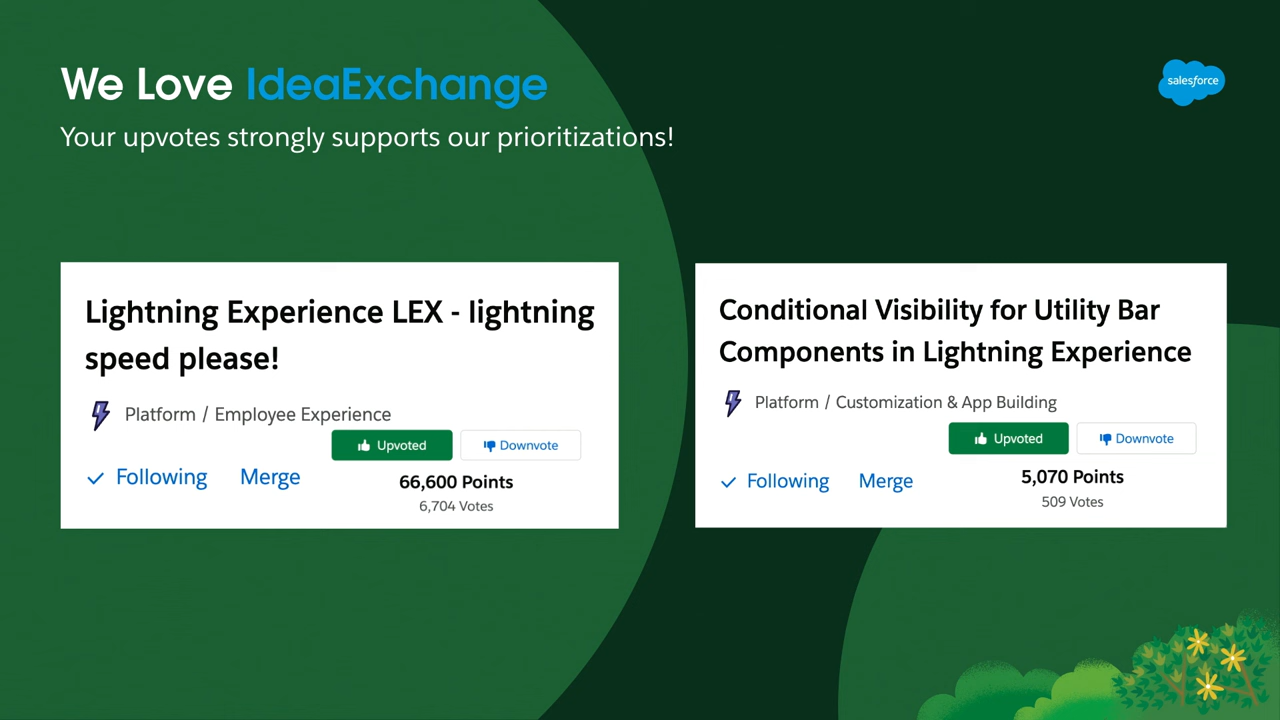 We Love IdeaExchange
salesforce
Your upvotes strongly supports our prioritizations!
Lightning Experience LEX - lightning
speed please!
Platform / Employee Experience
Upvoted
Downvote
Following
Merge
66,600 Points
6,704 Votes
Conditional Visibility for Utility Bar
Components in Lightning Experience
Platform / Customization & App Building
Upvoted
Downvote
Following
Merge
5,070 Points
509 Votes